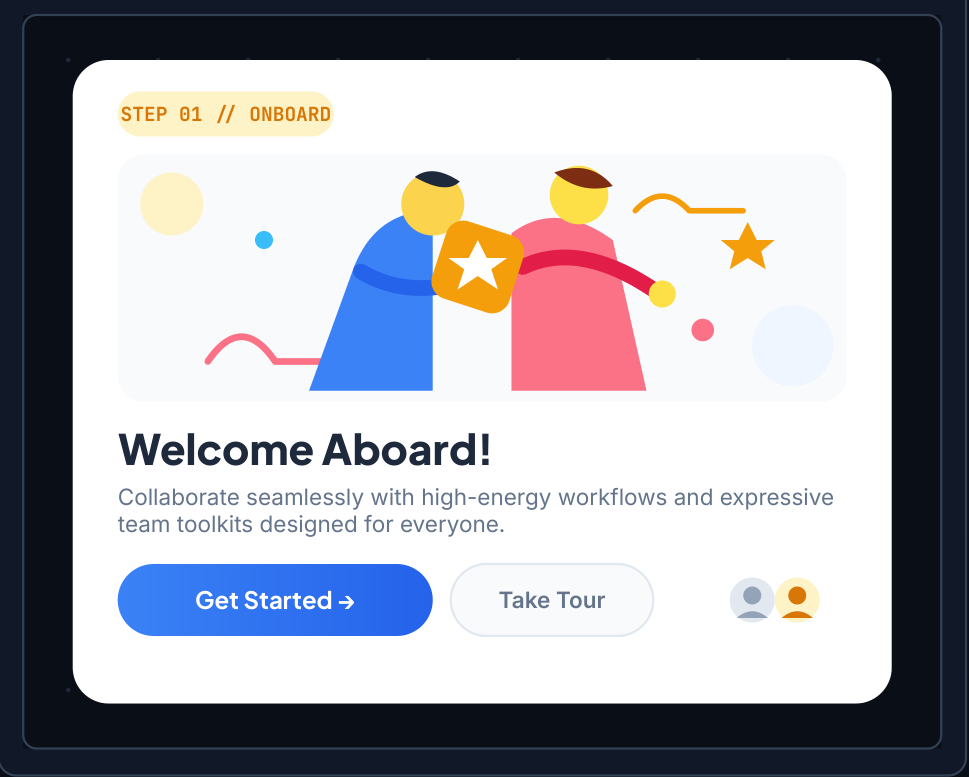 STEP 01 // ONBOARD
Welcome Aboard!
Collaborate seamlessly with high-energy workflows and expressive
team toolkits designed for everyone.
Get Started →
Take Tour